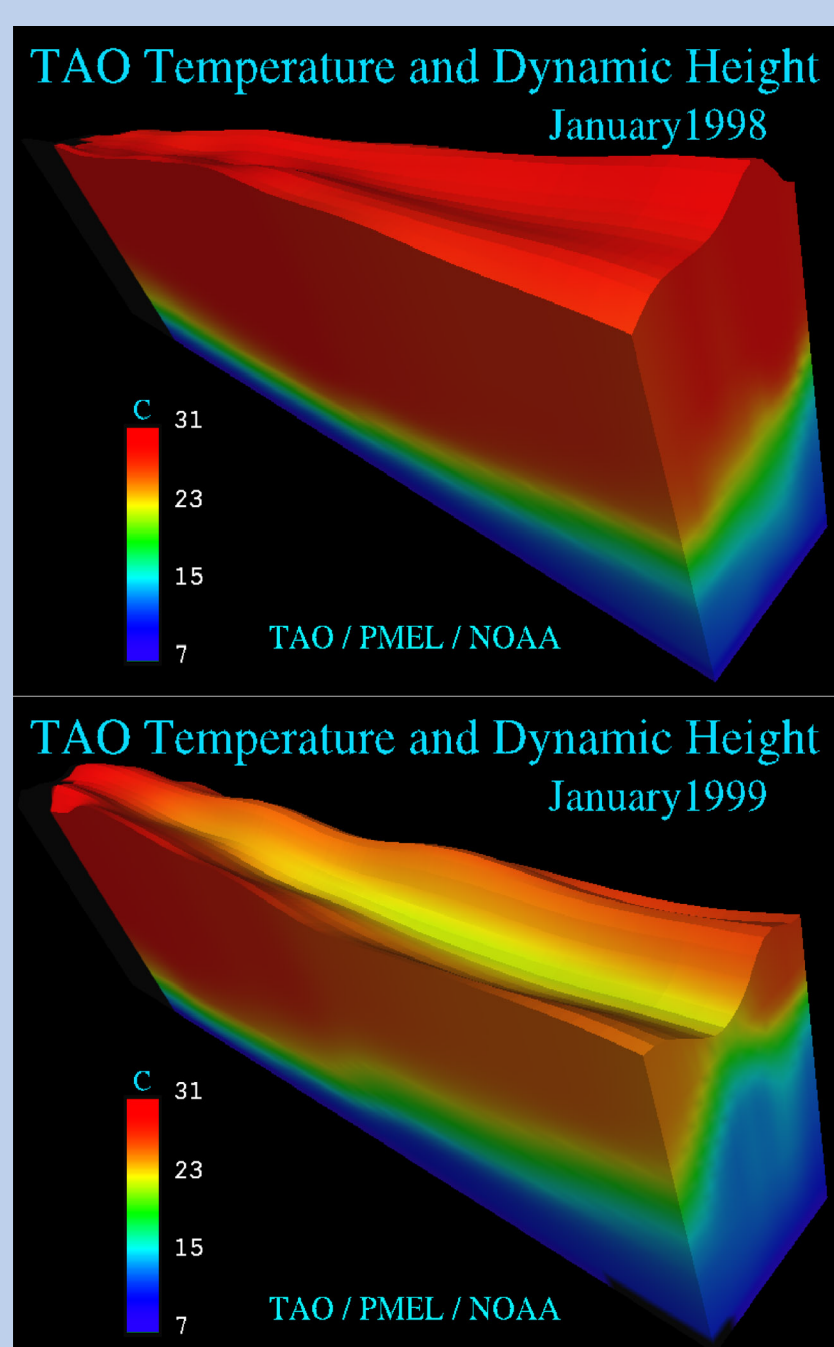 TAO Temperature and Dynamic Height
January1998
C
31
23
15
7
TAO / PMEL / NOAA
TAO Temperature and Dynamic Height
January1999
C
31
23
15
7
TAO / PMEL / NOAA